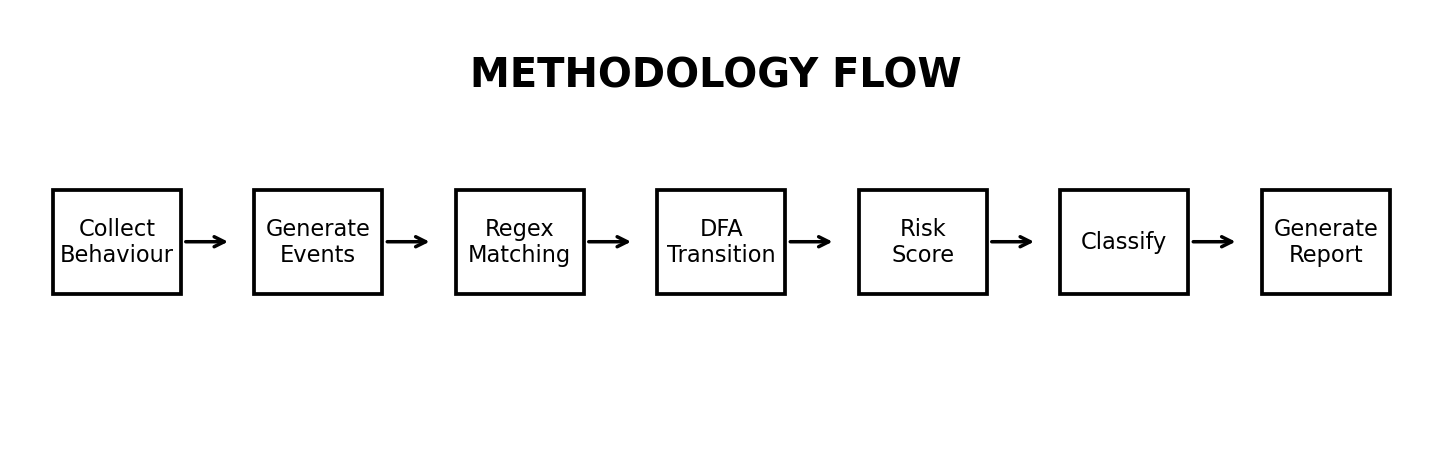 METHODOLOGY FLOW
Collect
Behaviour
Generate
Events
Regex
Matching
DFA
Transition
Risk
Score
Classify
Generate
Report